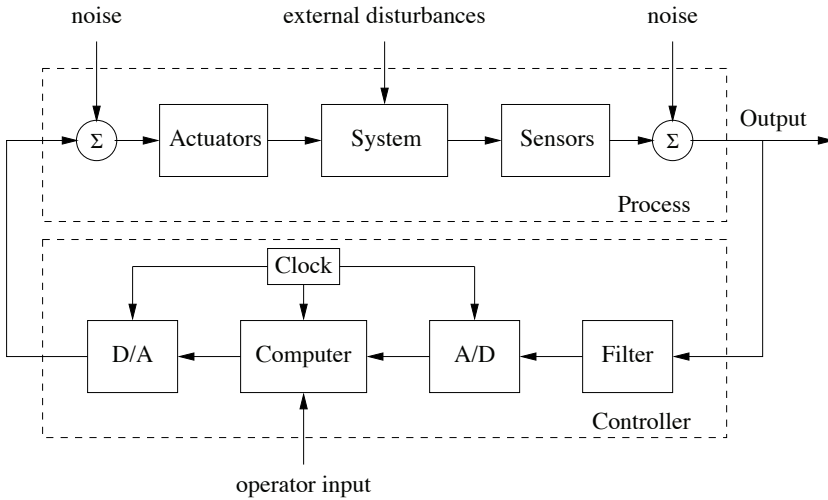 noise
external disturbances
noise
Σ
Actuators
System
Sensors
Σ
Output
Process
Clock
D/A
Computer
A/D
Filter
Controller
operator input